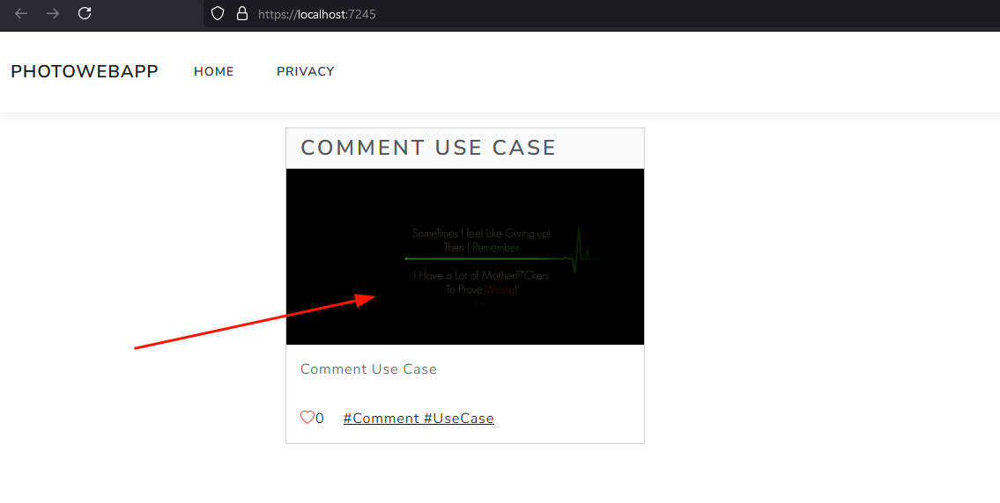 https://localhost:7245
PHOTOWEBAPP HOME PRIVACY
COMMENT USE CASE
SomeTimes I feel Like Giving up!
Then I Remember
I Have a Lot of MotherF*Ckers
To Prove Wrong!
Comment Use Case
0 #Comment #UseCase